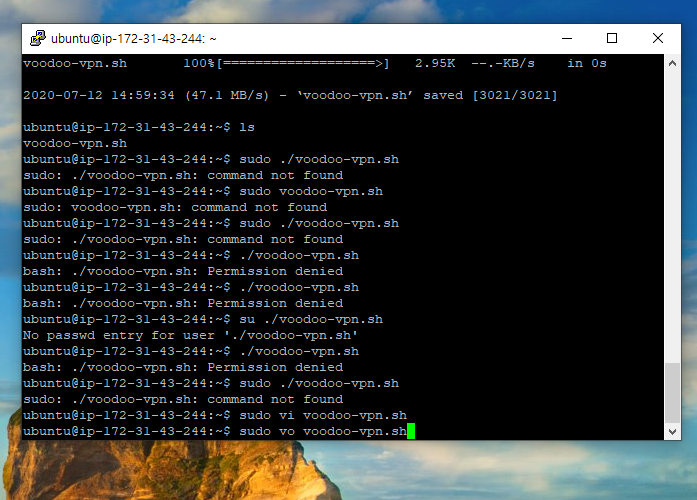 ubuntu@ip-172-31-43-244: ~
voodoo-vpn.sh       100%[===================>]   2.95K  --.-KB/s    in 0s
2020-07-12 14:59:34 (47.1 MB/s) - ‘voodoo-vpn.sh’ saved [3021/3021]
ubuntu@ip-172-31-43-244:~$ ls
voodoo-vpn.sh
ubuntu@ip-172-31-43-244:~$ sudo ./voodoo-vpn.sh
sudo: ./voodoo-vpn.sh: command not found
ubuntu@ip-172-31-43-244:~$ sudo voodoo-vpn.sh
sudo: voodoo-vpn.sh: command not found
ubuntu@ip-172-31-43-244:~$ sudo ./voodoo-vpn.sh
sudo: ./voodoo-vpn.sh: command not found
ubuntu@ip-172-31-43-244:~$ ./voodoo-vpn.sh
bash: ./voodoo-vpn.sh: Permission denied
ubuntu@ip-172-31-43-244:~$ ./voodoo-vpn.sh
bash: ./voodoo-vpn.sh: Permission denied
ubuntu@ip-172-31-43-244:~$ su ./voodoo-vpn.sh
No passwd entry for user './voodoo-vpn.sh'
ubuntu@ip-172-31-43-244:~$ ./voodoo-vpn.sh
bash: ./voodoo-vpn.sh: Permission denied
ubuntu@ip-172-31-43-244:~$ sudo ./voodoo-vpn.sh
sudo: ./voodoo-vpn.sh: command not found
ubuntu@ip-172-31-43-244:~$ sudo vi voodoo-vpn.sh
ubuntu@ip-172-31-43-244:~$ sudo vo voodoo-vpn.sh